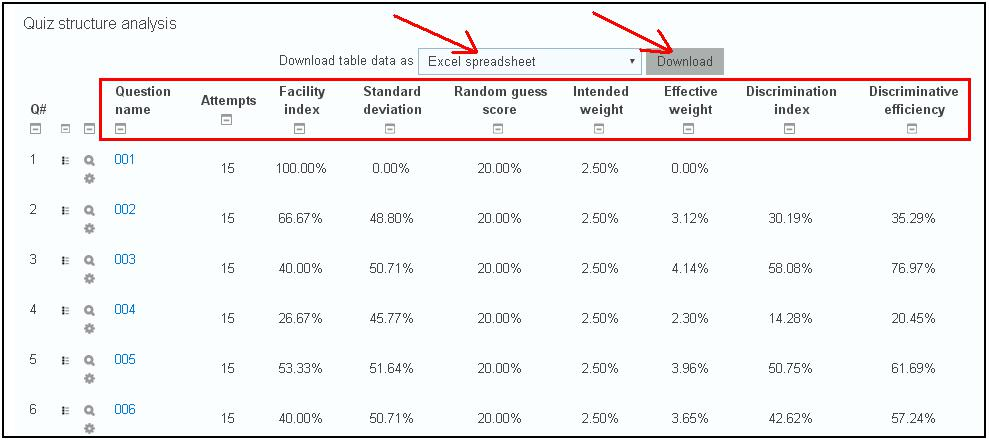 Quiz structure analysis
Download table data as Excel spreadsheet Download
Q# Question name Attempts Facility index Standard deviation Random guess score Intended weight Effective weight Discrimination index Discriminative efficiency
1 001 15 100.00% 0.00% 20.00% 2.50% 0.00%
2 002 15 66.67% 48.80% 20.00% 2.50% 3.12% 30.19% 35.29%
3 003 15 40.00% 50.71% 20.00% 2.50% 4.14% 58.08% 76.97%
4 004 15 26.67% 45.77% 20.00% 2.50% 2.30% 14.28% 20.45%
5 005 15 53.33% 51.64% 20.00% 2.50% 3.96% 50.75% 61.69%
6 006 15 40.00% 50.71% 20.00% 2.50% 3.65% 42.62% 57.24%